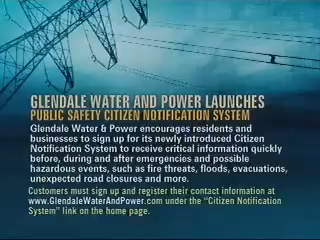 GLENDALE WATER AND POWER LAUNCHES
PUBLIC SAFETY CITIZEN NOTIFICATION SYSTEM
Glendale Water & Power encourages residents and
businesses to sign up for its newly introduced Citizen
Notification System to receive critical information quickly
before, during and after emergencies and possible
hazardous events, such as fire threats, floods, evacuations,
unexpected road closures and more.
Customers must sign up and register their contact information at
www.GlendaleWaterAndPower.com under the “Citizen Notification
System” link on the home page.